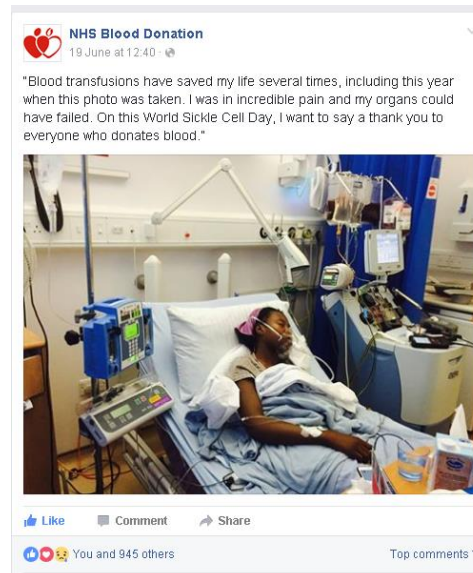 NHS Blood Donation
19 June at 12:40
"Blood transfusions have saved my life several times, including this year
when this photo was taken. I was in incredible pain and my organs could
have failed. On this World Sickle Cell Day, I want to say a thank you to
everyone who donates blood."
Like Comment Share
You and 945 others Top comments